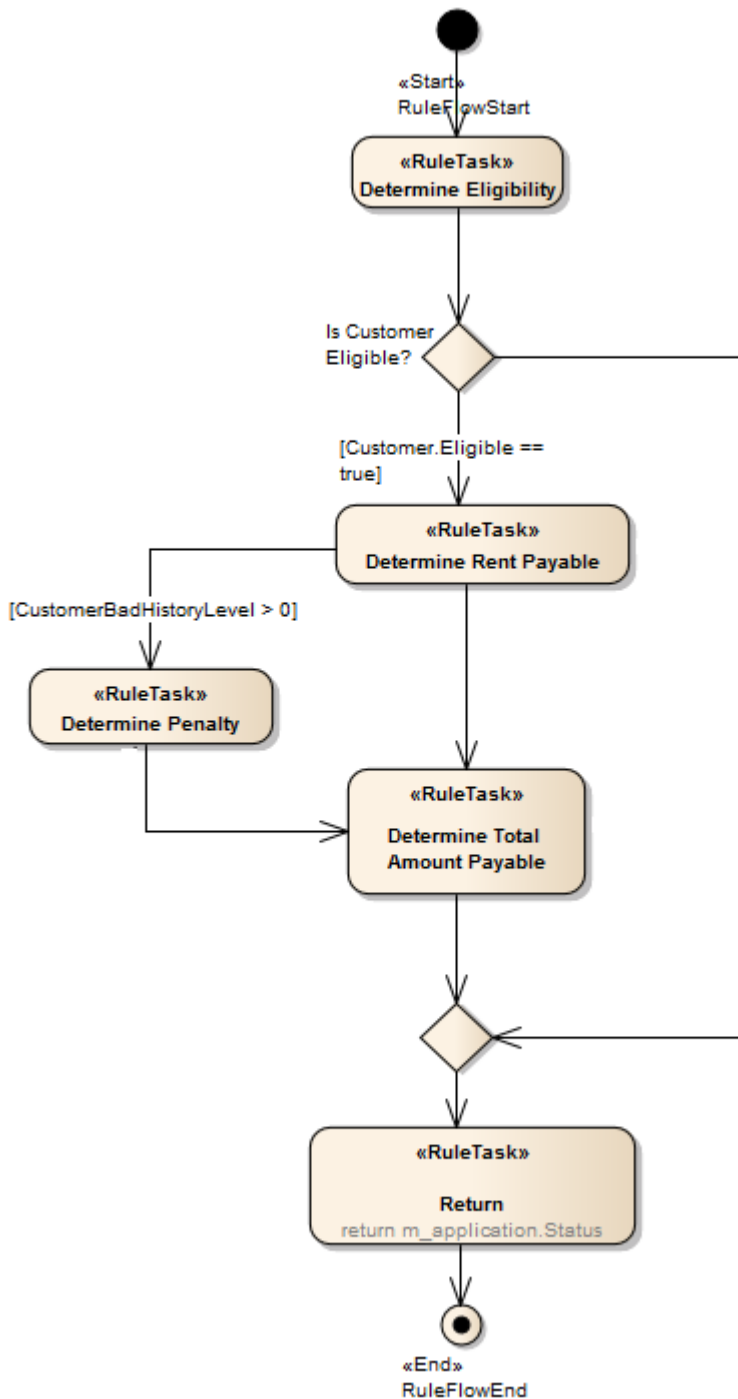 «Start»
RuleFlowStart
«RuleTask»
Determine Eligibility
Is Customer
Eligible?
[Customer.Eligible ==
true]
«RuleTask»
Determine Rent Payable
[CustomerBadHistoryLevel > 0]
«RuleTask»
Determine Penalty
«RuleTask»
Determine Total
Amount Payable
«RuleTask»
Return
return m_application.Status
«End»
RuleFlowEnd